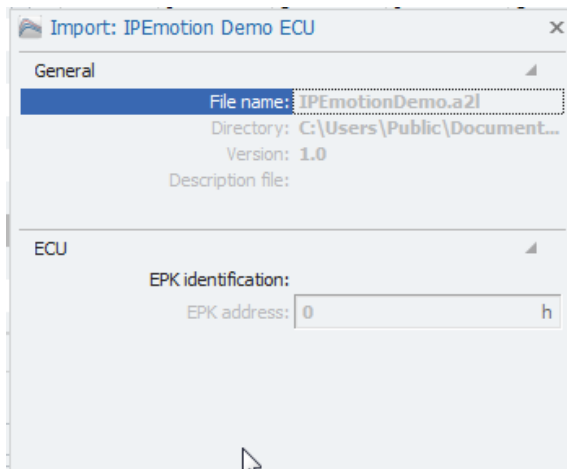 Import: IPEmotion Demo ECU
General
File name: IPEmotionDemo.a2l
Directory: C:\Users\Public\Document...
Version: 1.0
Description file:
ECU
EPK identification:
EPK address: 0 h